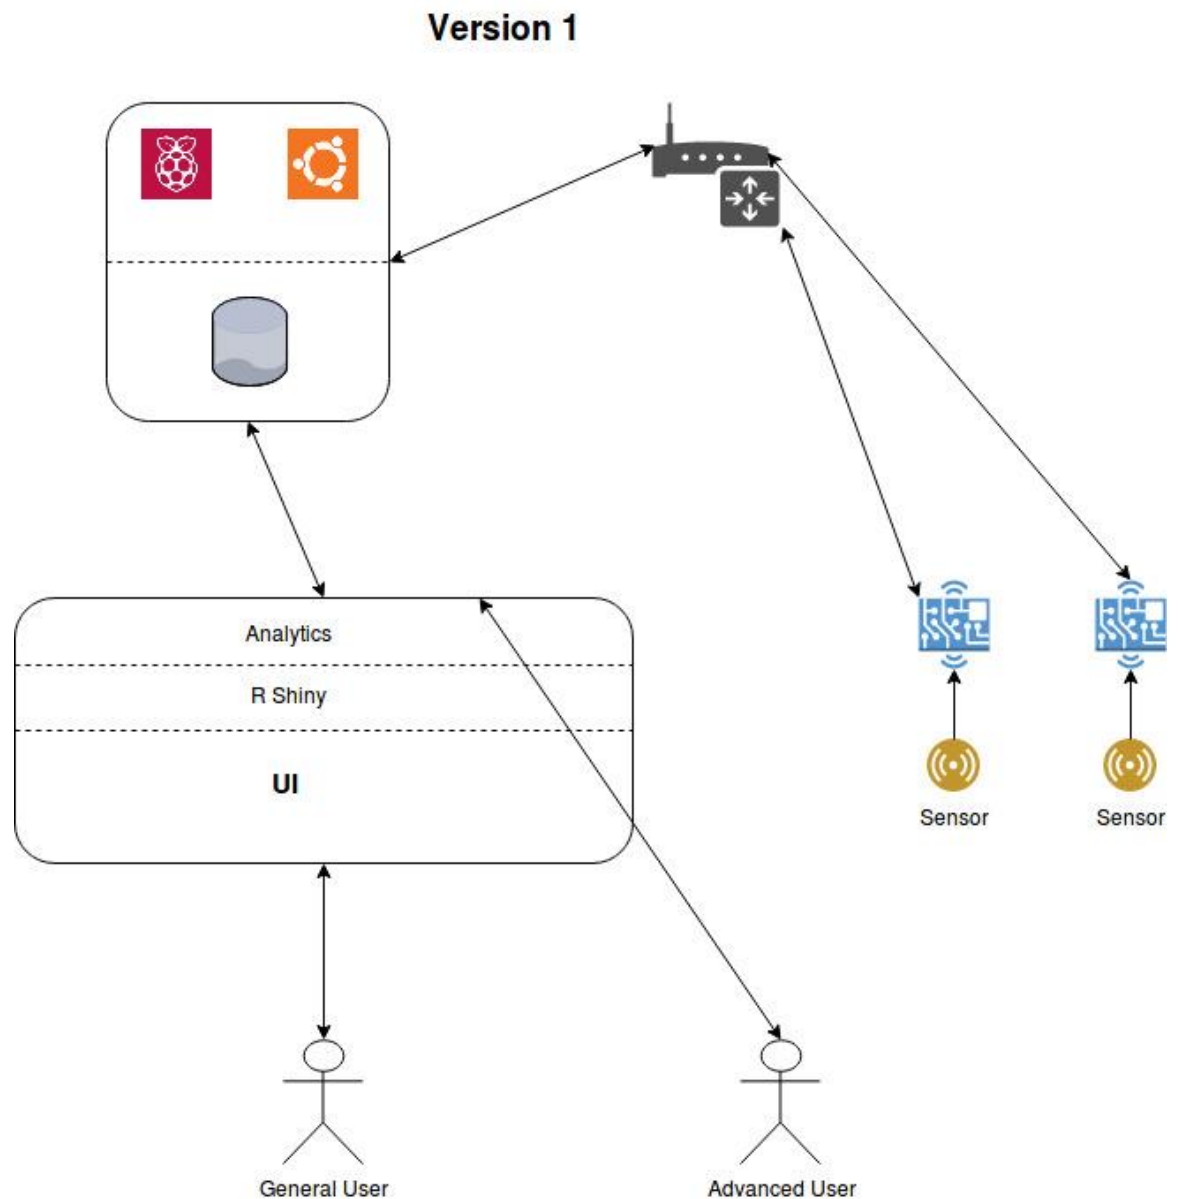 Version 1
Analytics
R Shiny
UI
Sensor
Sensor
General User
Advanced User